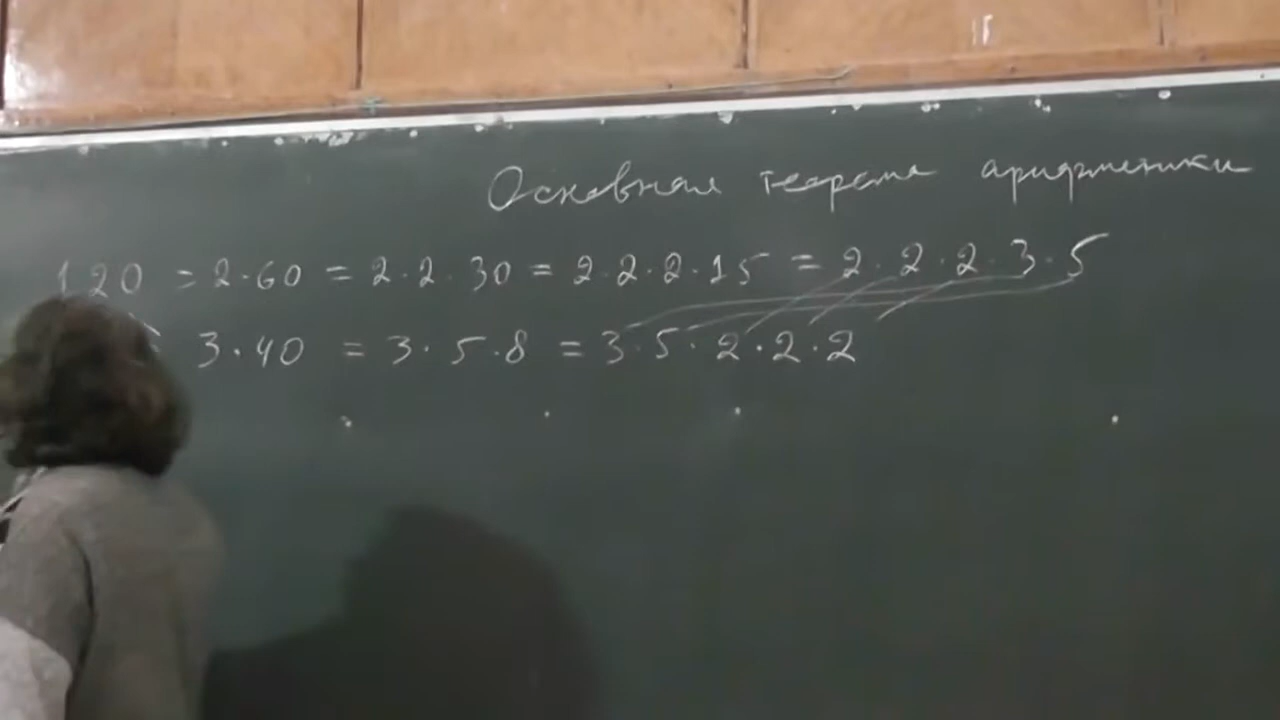 Основная теорема арифметики
120 = 2·60 = 2·2·30 = 2·2·2·15 = 2·2·2·3·5
3·40 = 3·5·8 = 3·5·2·2·2